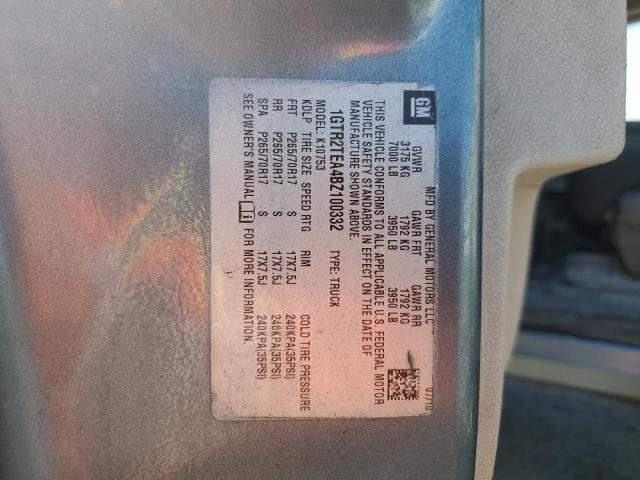 GM
MFD BY GENERAL MOTORS LLC 07/10
GVWR GAWR FRT GAWR RR
3175 KG 1792 KG 1792 KG
7000 LB 3950 LB 3950 LB
THIS VEHICLE CONFORMS TO ALL APPLICABLE U.S. FEDERAL MOTOR
VEHICLE SAFETY STANDARDS IN EFFECT ON THE DATE OF
MANUFACTURE SHOWN ABOVE.
1GTR2TEA4BZ100332 TYPE: TRUCK
MODEL: K10753
KDLP TIRE SIZE SPEED RTG RIM COLD TIRE PRESSURE
FRT P265/70R17 S 17X7.5J 240KPA(35PSI)
RR P265/70R17 S 17X7.5J 240KPA(35PSI)
SPA P265/70R17 S 17X7.5J 240KPA(35PSI)
SEE OWNER'S MANUAL FOR MORE INFORMATION.